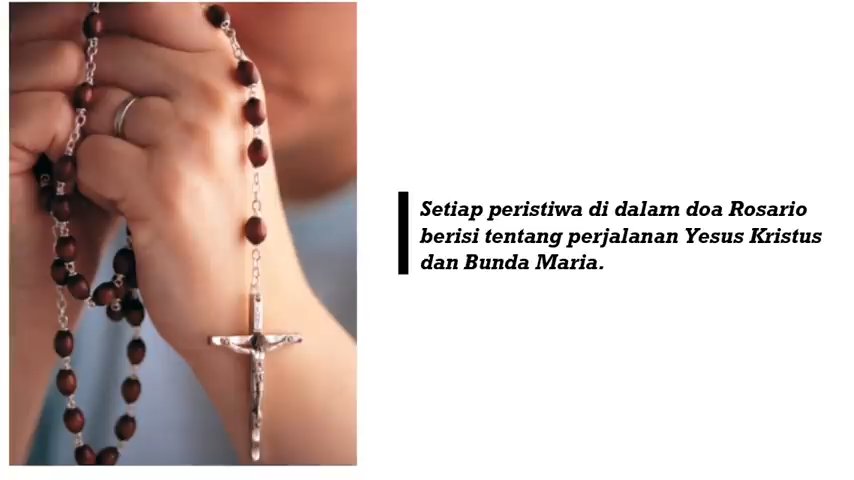 Setiap peristiwa di dalam doa Rosario
berisi tentang perjalanan Yesus Kristus
dan Bunda Maria.